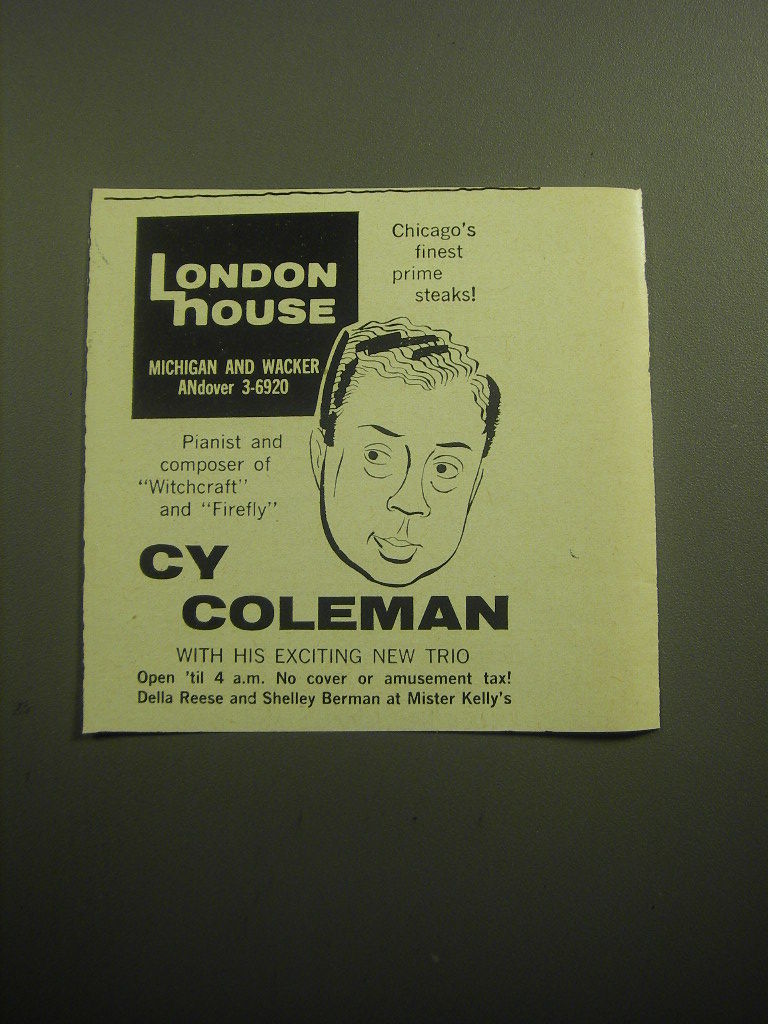 LONDON
hOUSE
MICHIGAN AND WACKER
ANdover 3-6920
Chicago's
finest
prime
steaks!
Pianist and
composer of
“Witchcraft”
and “Firefly”
CY
COLEMAN
WITH HIS EXCITING NEW TRIO
Open 'til 4 a.m. No cover or amusement tax!
Della Reese and Shelley Berman at Mister Kelly's